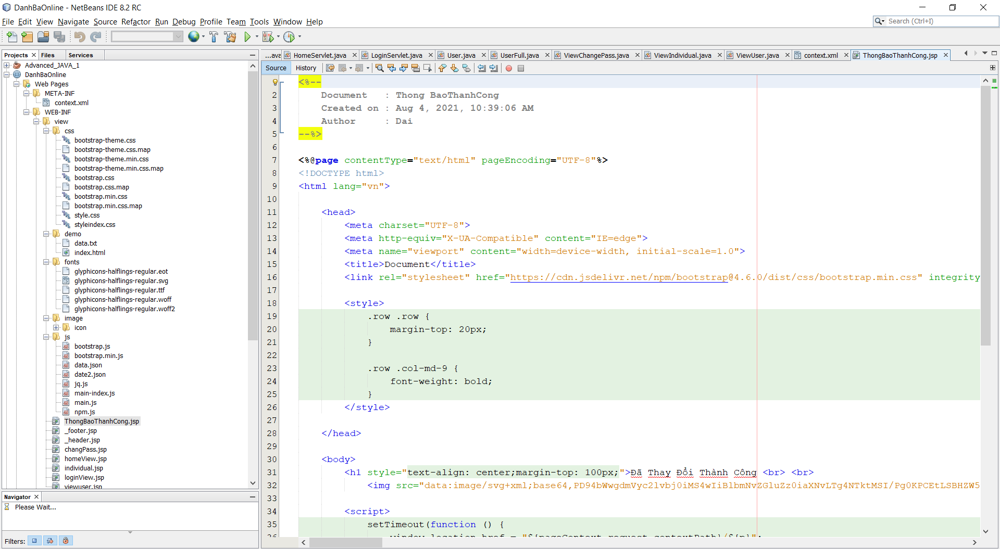 DanhBaOnline - NetBeans IDE 8.2 RC
File Edit View Navigate Source Refactor Run Debug Profile Team Tools Window Help
Search (Ctrl+I)
Projects Files Services
Advanced_JAVA_1
DanhBaOnline
Web Pages
META-INF
context.xml
WEB-INF
view
css
bootstrap-theme.css
bootstrap-theme.css.map
bootstrap-theme.min.css
bootstrap-theme.min.css.map
bootstrap.css
bootstrap.css.map
bootstrap.min.css
bootstrap.min.css.map
style.css
styleindex.css
demo
data.txt
index.html
fonts
glyphicons-halflings-regular.eot
glyphicons-halflings-regular.svg
glyphicons-halflings-regular.ttf
glyphicons-halflings-regular.woff
glyphicons-halflings-regular.woff2
image
icon
js
bootstrap.js
bootstrap.min.js
data.json
date2.json
jq.js
main-index.js
main.js
npm.js
ThongBaoThanhCong.jsp
_footer.jsp
_header.jsp
changPass.jsp
homeView.jsp
individual.jsp
loginView.jsp
viewuser.jsp
Navigator
Please Wait...
Filters:
...ava HomeServlet.java LoginServlet.java User.java UserFull.java ViewChangePass.java ViewIndividual.java ViewUser.java context.xml ThongBaoThanhCong.jsp
Source History
<%--
2 Document : Thong BaoThanhCong
3 Created on : Aug 4, 2021, 10:39:06 AM
4 Author : Dai
5 --%>
6
7 <%@page contentType="text/html" pageEncoding="UTF-8"%>
8 <!DOCTYPE html>
9 <html lang="vn">
10
11 <head>
12 <meta charset="UTF-8">
13 <meta http-equiv="X-UA-Compatible" content="IE=edge">
14 <meta name="viewport" content="width=device-width, initial-scale=1.0">
15 <title>Document</title>
16 <link rel="stylesheet" href="https://cdn.jsdelivr.net/npm/bootstrap@4.6.0/dist/css/bootstrap.min.css" integrity
17
18 <style>
19 .row .row {
20 margin-top: 20px;
21 }
22
23 .row .col-md-9 {
24 font-weight: bold;
25 }
26 </style>
27
28 </head>
29
30 <body>
31 <h1 style="text-align: center;margin-top: 100px;">Đã Thay Đổi Thành Công <br> <br>
32 <img src="data:image/svg+xml;base64,PD94bWwgdmVyc2lvbj0iMS4wIiBlbmNvZGluZz0iaXNvLTg4NTktMSI/Pg0KPCEtLSBHZW5
33
34 <script>
35 setTimeout(function () {
36 window.location.href = "${pageContext.request.contextPath}/${p}";